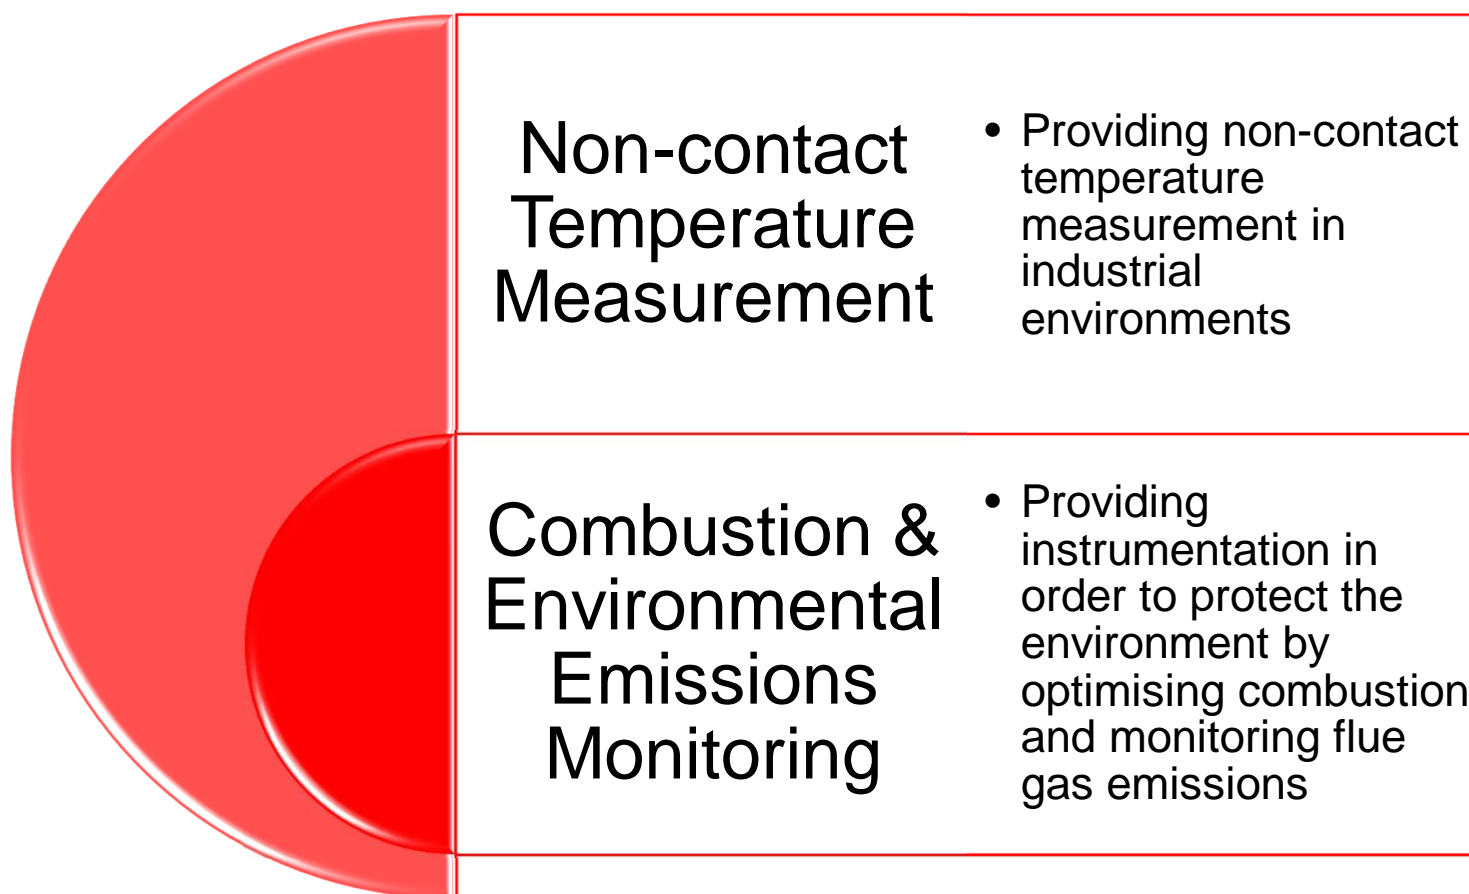 Non-contact
Temperature
Measurement
• Providing non-contact
temperature
measurement in
industrial
environments
Combustion &
Environmental
Emissions
Monitoring
• Providing
instrumentation in
order to protect the
environment by
optimising combustion
and monitoring flue
gas emissions